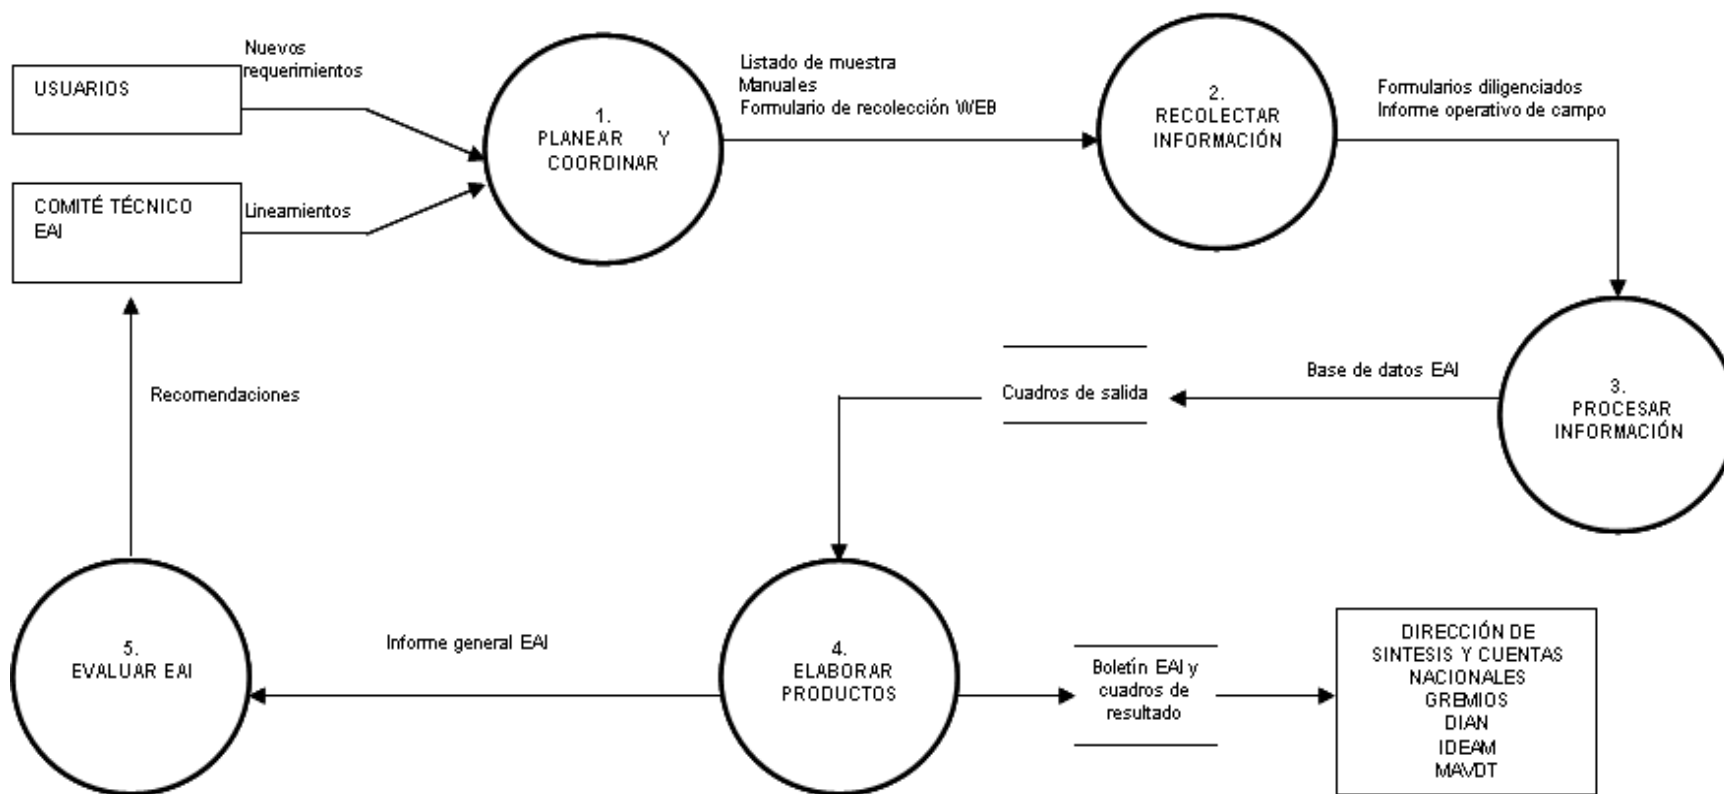 USUARIOS
Nuevos
requerimientos
COMITÉ TÉCNICO
EAI
Lineamientos
1.
PLANEAR Y
COORDINAR
Listado de muestra
Manuales
Formulario de recolección WEB
2.
RECOLECTAR
INFORMACIÓN
Formularios diligenciados
Informe operativo de campo
3.
PROCESAR
INFORMACIÓN
Base de datos EAI
Cuadros de salida
4.
ELABORAR
PRODUCTOS
Boletín EAI y
cuadros de
resultado
DIRECCIÓN DE
SINTESIS Y CUENTAS
NACIONALES
GREMIOS
DIAN
IDEAM
MAVDT
Informe general EAI
5.
EVALUAR EAI
Recomendaciones